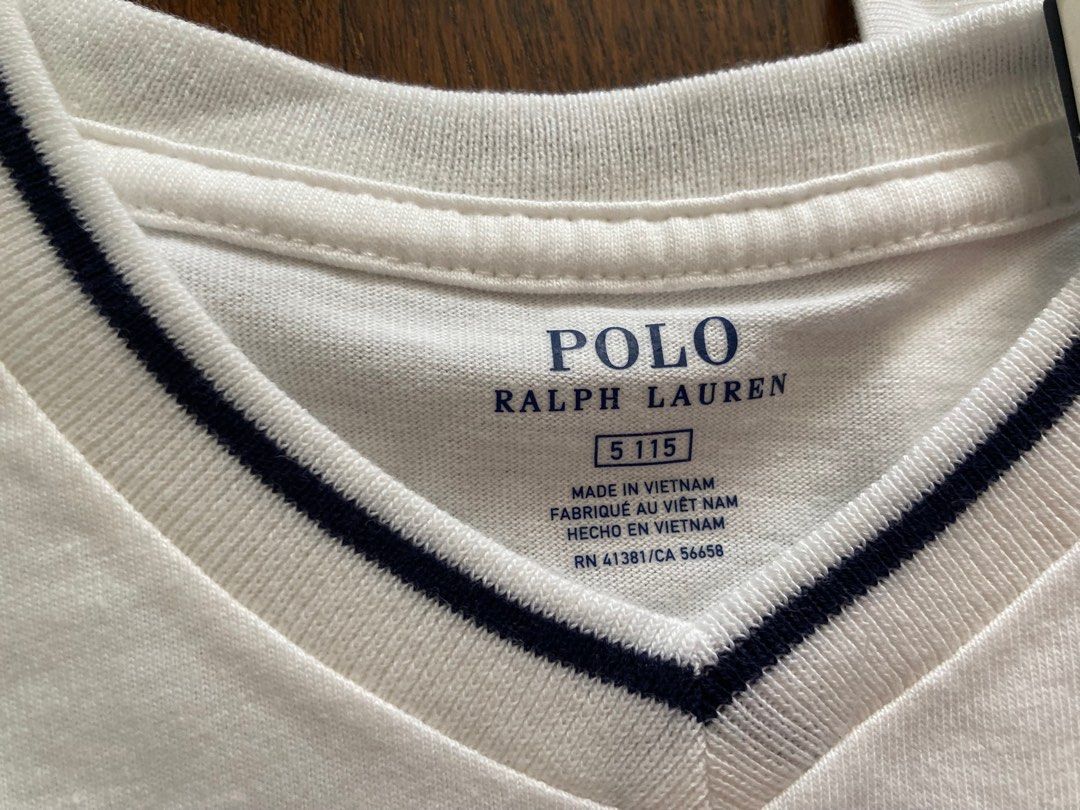 POLO
RALPH LAUREN
5 115
MADE IN VIETNAM
FABRIQUÉ AU VIÊT NAM
HECHO EN VIETNAM
RN 41381/CA 56658